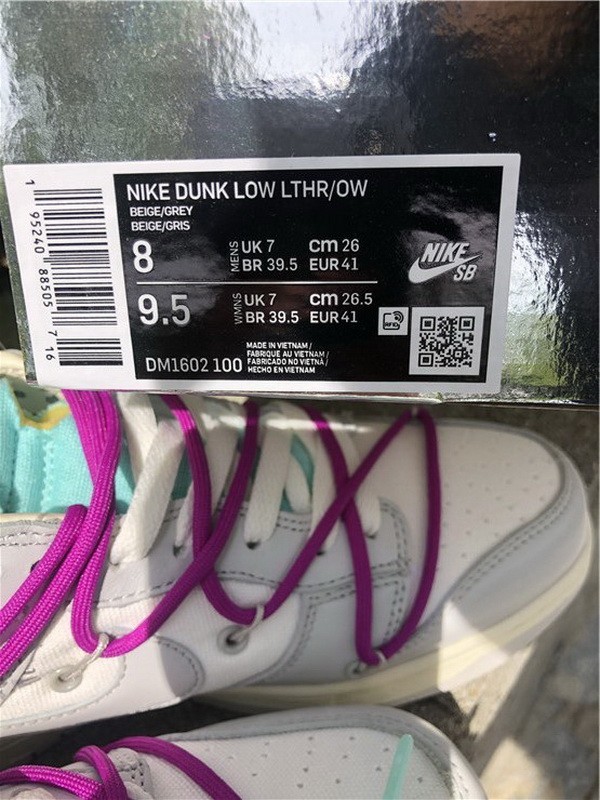 NIKE DUNK LOW LTHR/OW
BEIGE/GREY
BEIGE/GRIS
8 MENS UK 7 cm 26
BR 39.5 EUR 41
9.5 WMNS UK 7 cm 26.5
BR 39.5 EUR 41
NIKE
SB
RFID
DM1602 100
MADE IN VIETNAM /
FABRIQUE AU VIETNAM /
FABRICADO NO VIETNÃ /
HECHO EN VIETNAM
1 95240 88505 7 16